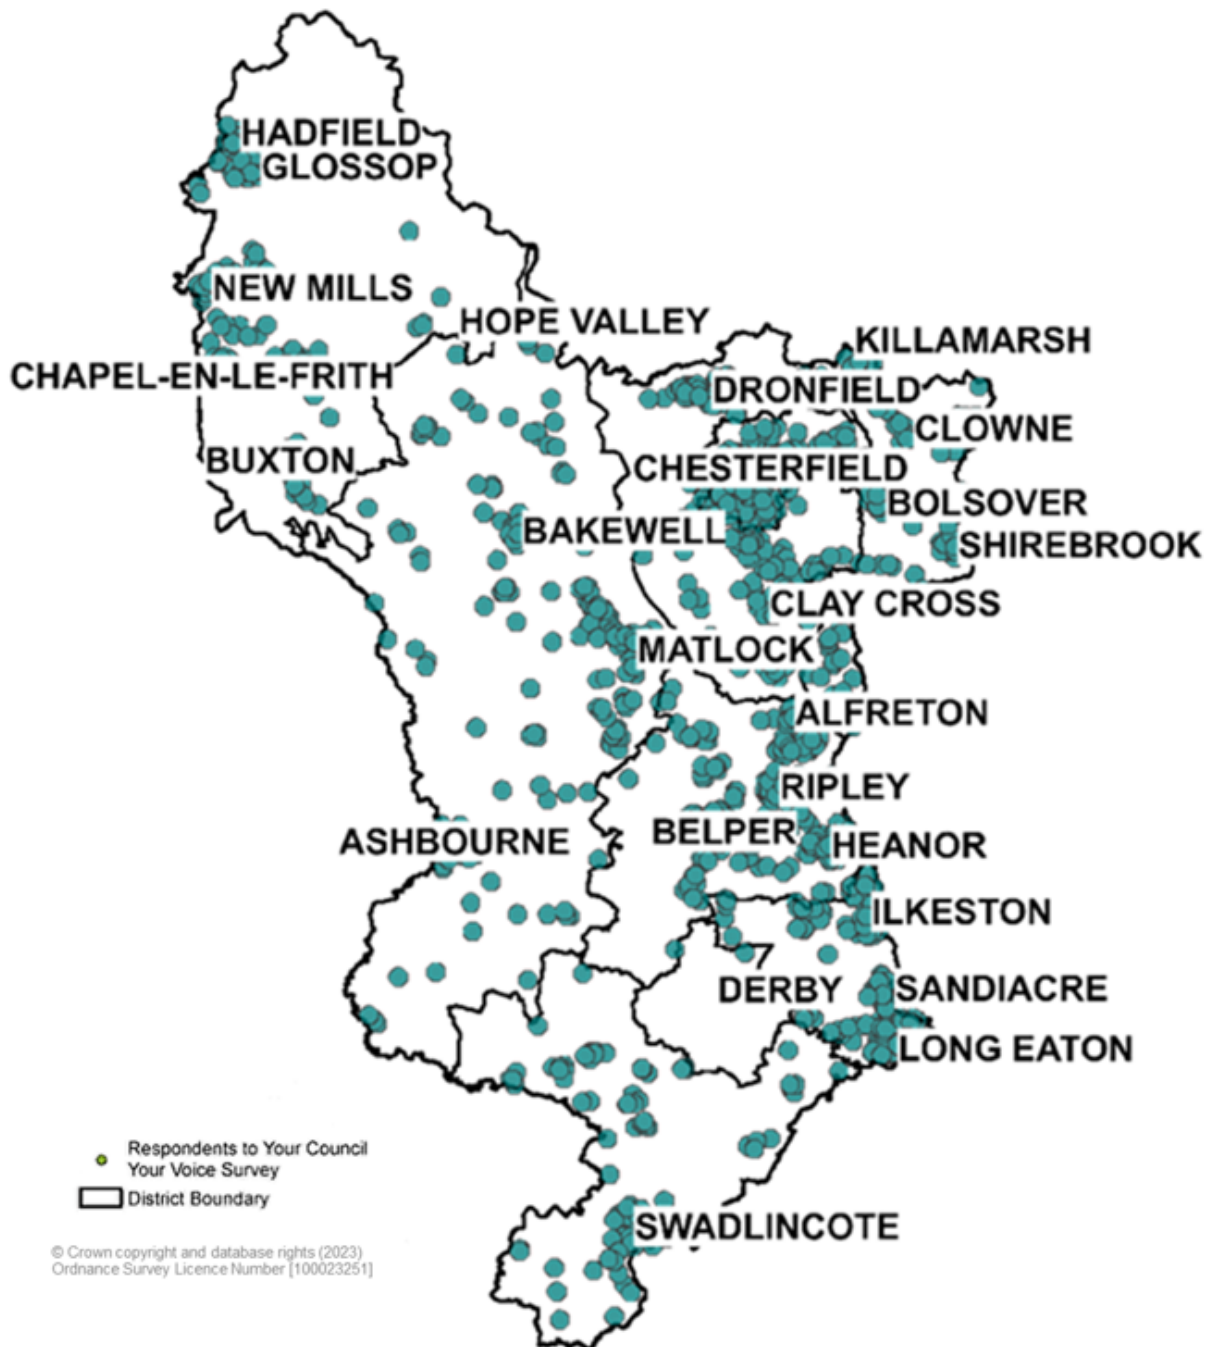 HADFIELD
GLOSSOP
NEW MILLS
HOPE VALLEY
KILLAMARSH
CHAPEL-EN-LE-FRITH
DRONFIELD
CLOWNE
BUXTON
CHESTERFIELD
BOLSOVER
BAKEWELL
SHIREBROOK
CLAY CROSS
MATLOCK
ALFRETON
RIPLEY
BELPER
ASHBOURNE
HEANOR
ILKESTON
DERBY
SANDIACRE
LONG EATON
Respondents to Your Council
Your Voice Survey
District Boundary
SWADLINCOTE
© Crown copyright and database rights (2023)
Ordnance Survey Licence Number [100023251]